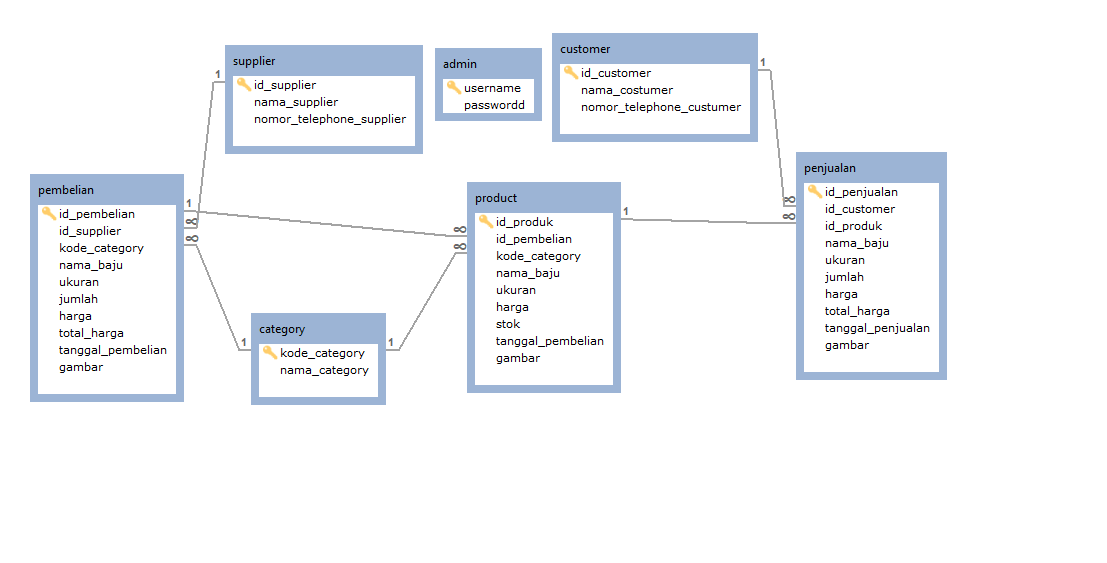 supplier
id_supplier
nama_supplier
nomor_telephone_supplier
admin
username
passwordd
customer
id_customer
nama_costumer
nomor_telephone_custumer
pembelian
id_pembelian
id_supplier
kode_category
nama_baju
ukuran
jumlah
harga
total_harga
tanggal_pembelian
gambar
category
kode_category
nama_category
product
id_produk
id_pembelian
kode_category
nama_baju
ukuran
harga
stok
tanggal_pembelian
gambar
penjualan
id_penjualan
id_customer
id_produk
nama_baju
ukuran
jumlah
harga
total_harga
tanggal_penjualan
gambar
1
∞
1
∞
∞
1
1
∞
1
∞
1
∞